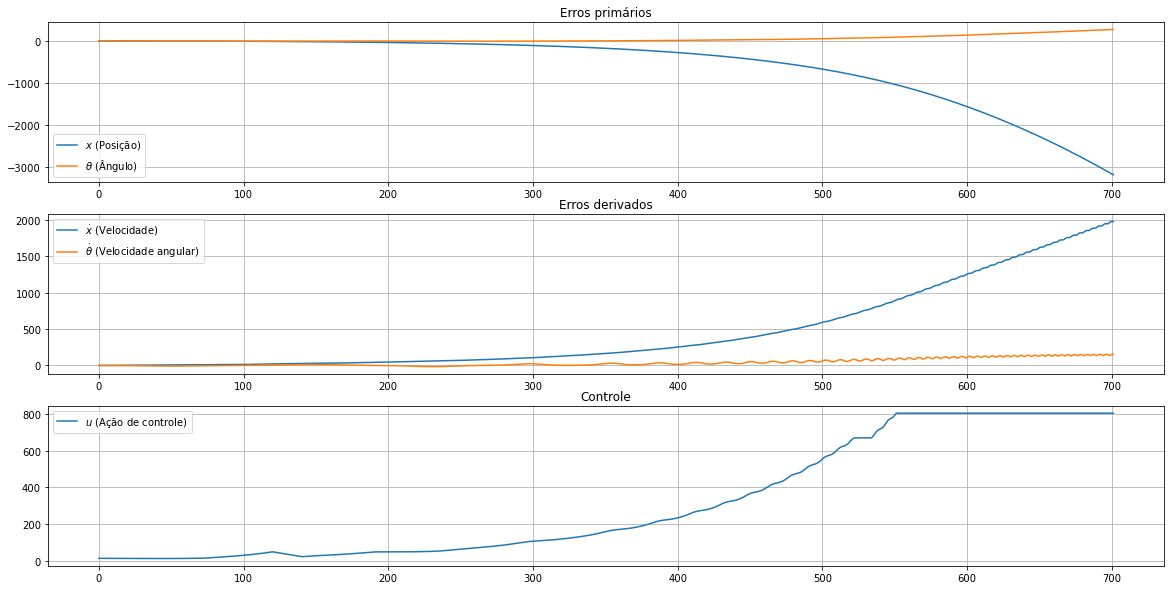 Erros primários
0
−1000
−2000
−3000
x (Posição)
θ (Ângulo)
0 100 200 300 400 500 600 700
Erros derivados
2000
1500
1000
500
0
ẋ (Velocidade)
θ̇ (Velocidade angular)
0 100 200 300 400 500 600 700
Controle
800
600
400
200
0
u (Ação de controle)
0 100 200 300 400 500 600 700